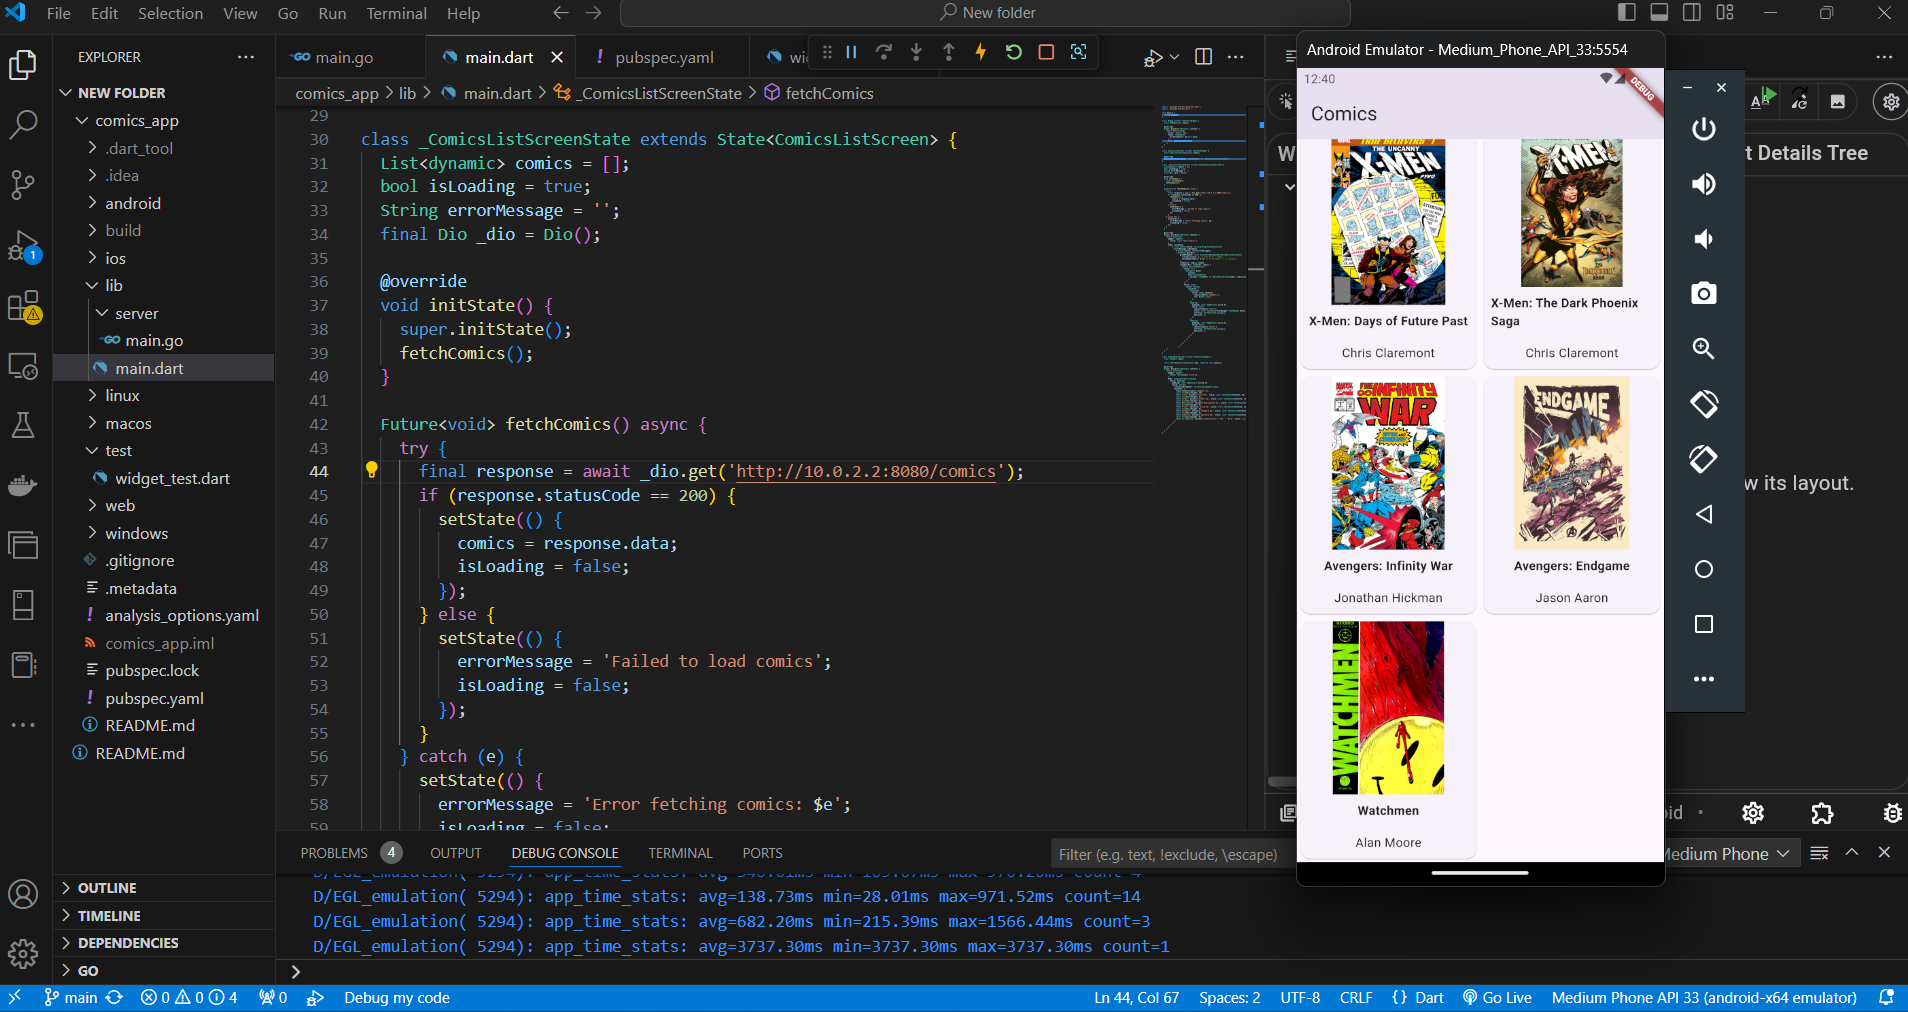 File Edit Selection View Go Run Terminal Help
New folder
EXPLORER
NEW FOLDER
comics_app
.dart_tool
.idea
android
build
ios
lib
server
main.go
main.dart
linux
macos
test
widget_test.dart
web
windows
.gitignore
.metadata
analysis_options.yaml
comics_app.iml
pubspec.lock
pubspec.yaml
README.md
README.md
OUTLINE
TIMELINE
DEPENDENCIES
GO
main.go main.dart pubspec.yaml
comics_app > lib > main.dart > _ComicsListScreenState > fetchComics
29
30 class _ComicsListScreenState extends State<ComicsListScreen> {
31 List<dynamic> comics = [];
32 bool isLoading = true;
33 String errorMessage = '';
34 final Dio _dio = Dio();
35
36 @override
37 void initState() {
38 super.initState();
39 fetchComics();
40 }
41
42 Future<void> fetchComics() async {
43 try {
44 final response = await _dio.get('http://10.0.2.2:8080/comics');
45 if (response.statusCode == 200) {
46 setState(() {
47 comics = response.data;
48 isLoading = false;
49 });
50 } else {
51 setState(() {
52 errorMessage = 'Failed to load comics';
53 isLoading = false;
54 });
55 }
56 } catch (e) {
57 setState(() {
58 errorMessage = 'Error fetching comics: $e';
59 isLoading = false;
PROBLEMS 4 OUTPUT DEBUG CONSOLE TERMINAL PORTS
Filter (e.g. text, !exclude, \escape)
Medium Phone
D/EGL_emulation( 5294): app_time_stats: avg=138.73ms min=28.01ms max=971.52ms count=14
D/EGL_emulation( 5294): app_time_stats: avg=682.20ms min=215.39ms max=1566.44ms count=3
D/EGL_emulation( 5294): app_time_stats: avg=3737.30ms min=3737.30ms max=3737.30ms count=1
Android Emulator - Medium_Phone_API_33:5554
12:40
DEBUG
Comics
THE UNCANNY
X-MEN
X-MEN
X-Men: Days of Future Past
Chris Claremont
X-Men: The Dark Phoenix
Saga
Chris Claremont
THE INFINITY
WAR
ENDGAME
Avengers: Infinity War
Jonathan Hickman
Avengers: Endgame
Jason Aaron
WATCHMEN
Watchmen
Alan Moore
t Details Tree
w its layout.
1
main 0 0 4 0 Debug my code
Ln 44, Col 67 Spaces: 2 UTF-8 CRLF {} Dart Go Live Medium Phone API 33 (android-x64 emulator)